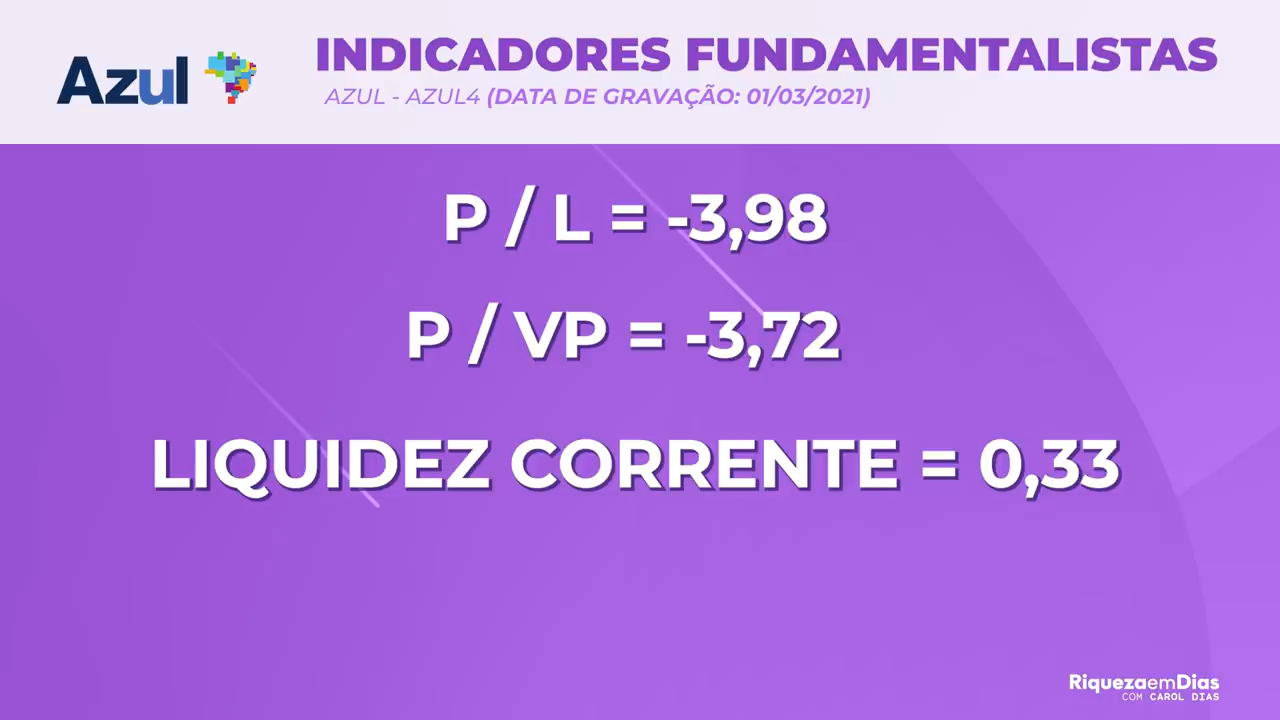 Azul
INDICADORES FUNDAMENTALISTAS
AZUL - AZUL4 (DATA DE GRAVAÇÃO: 01/03/2021)
P / L = -3,98
P / VP = -3,72
LIQUIDEZ CORRENTE = 0,33
RiquezaemDias
COM CAROL DIAS